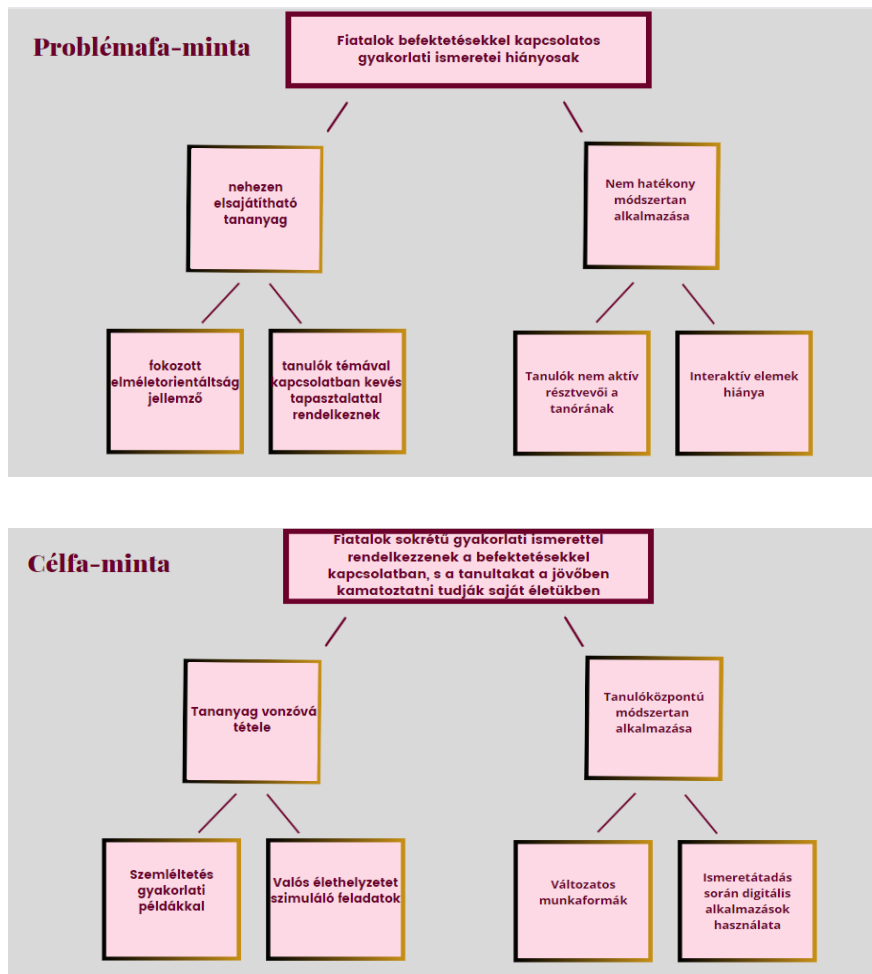 Problémafa-minta
Fiatalok befektetésekkel kapcsolatos
gyakorlati ismeretei hiányosak
nehezen
elsajátítható
tananyag
Nem hatékony
módszertan
alkalmazása
fokozott
elméletorientáltság
jellemző
tanulók témával
kapcsolatban kevés
tapasztalattal
rendelkeznek
Tanulók nem aktív
résztvevői a
tanórának
Interaktív elemek
hiánya
Célfa-minta
Fiatalok sokrétű gyakorlati ismerettel
rendelkezzenek a befektetésekkel
kapcsolatban, s a tanultakat a jövőben
kamatoztatni tudják saját életükben
Tananyag vonzóvá
tétele
Tanulóközpontú
módszertan
alkalmazása
Szemléltetés
gyakorlati
példákkal
Valós élethelyzetet
szimuláló feladatok
Változatos
munkaformák
Ismeretátadás
során digitális
alkalmazások
használata